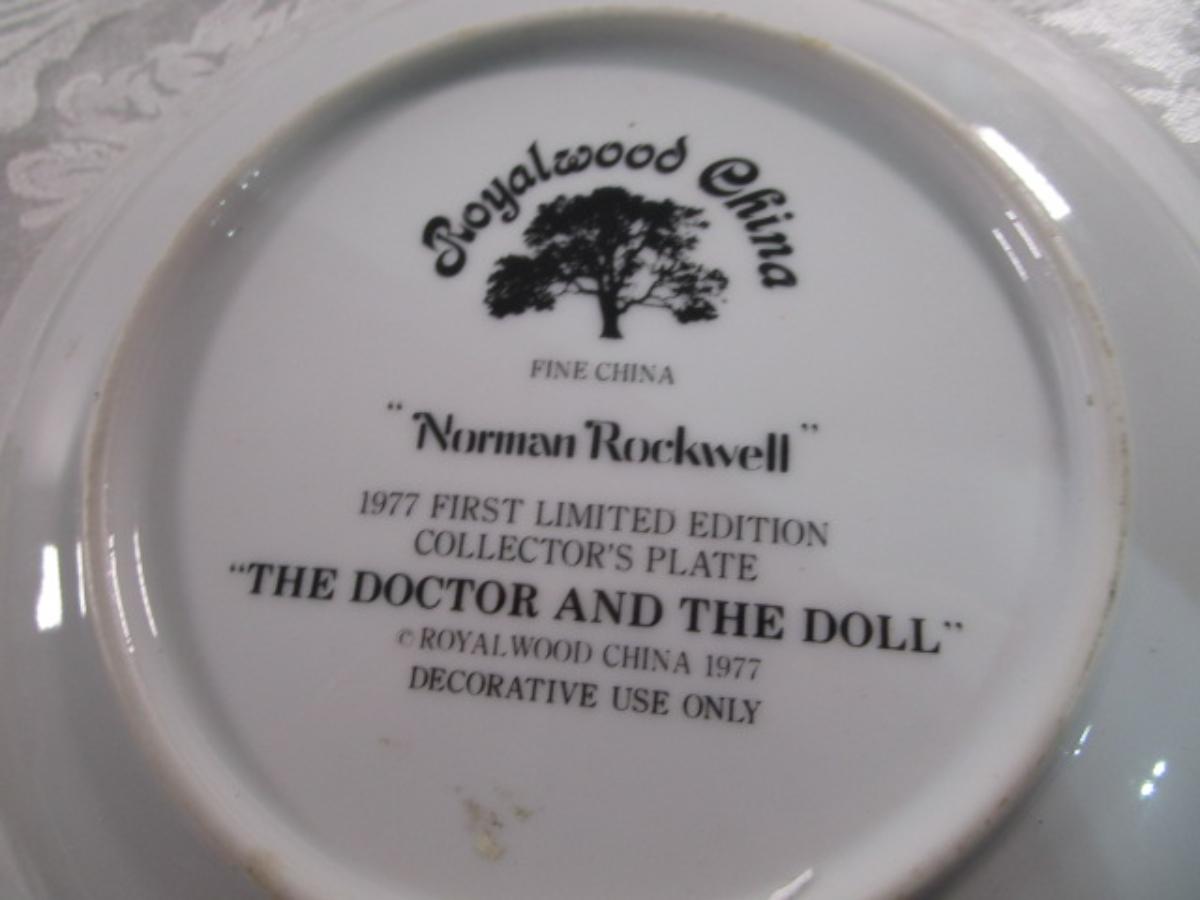 Royalwood China
FINE CHINA
“Norman Rockwell”
1977 FIRST LIMITED EDITION
COLLECTOR'S PLATE
“THE DOCTOR AND THE DOLL”
© ROYALWOOD CHINA 1977
DECORATIVE USE ONLY